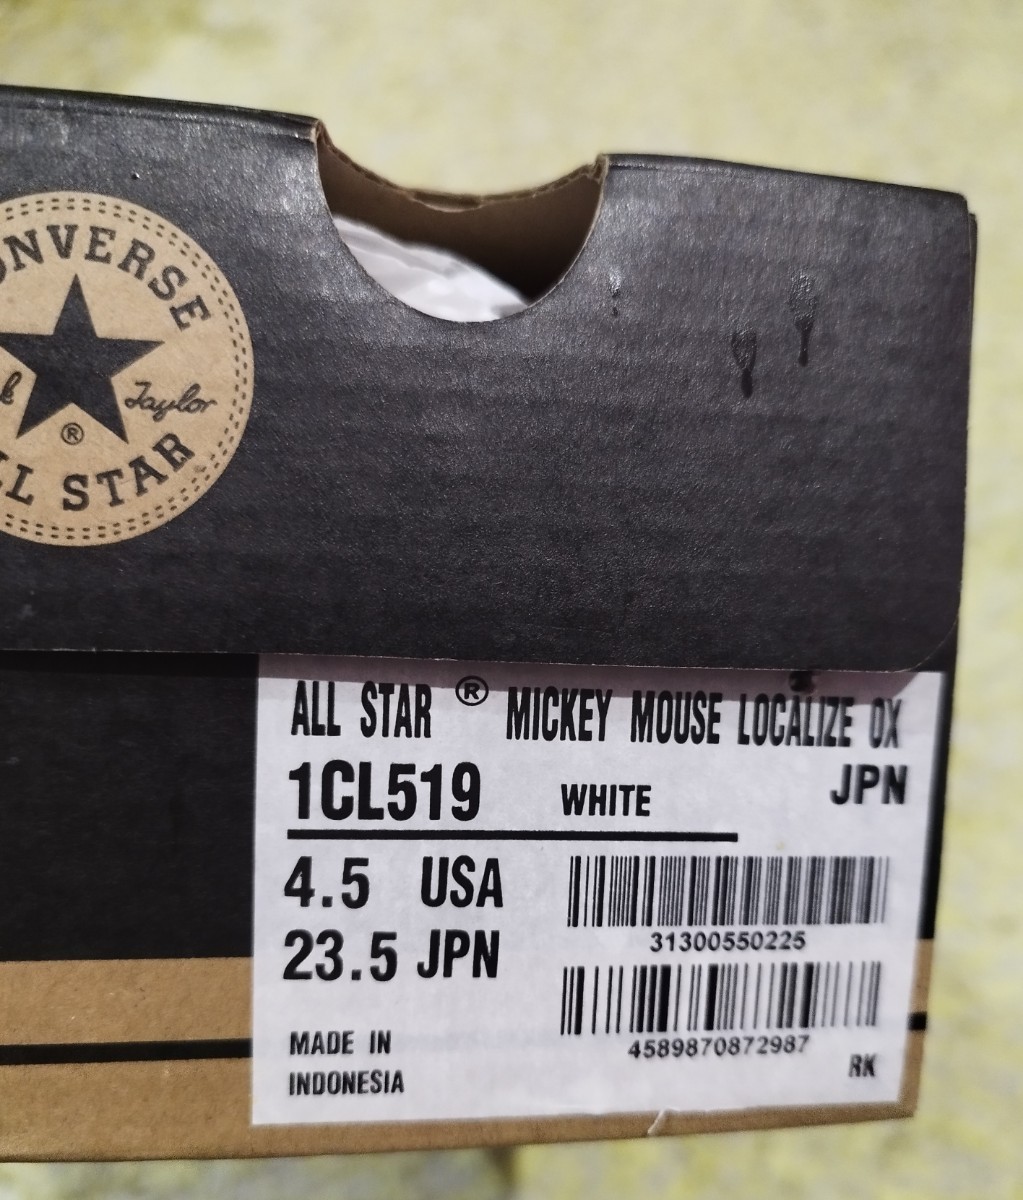 ONVERSE
Taylor
®
LL STAR
ALL STAR ® MICKEY MOUSE LOCALIZE OX
1CL519 WHITE JPN
4.5 USA
31300550225
23.5 JPN
4589870872987
MADE IN
INDONESIA
RK